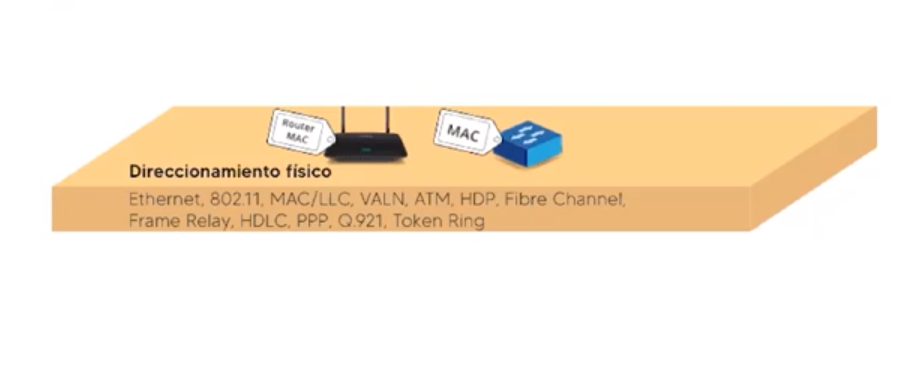 Router
MAC
MAC
Direccionamiento físico
Ethernet, 802.11, MAC/LLC, VALN, ATM, HDP, Fibre Channel,
Frame Relay, HDLC, PPP, Q.921, Token Ring